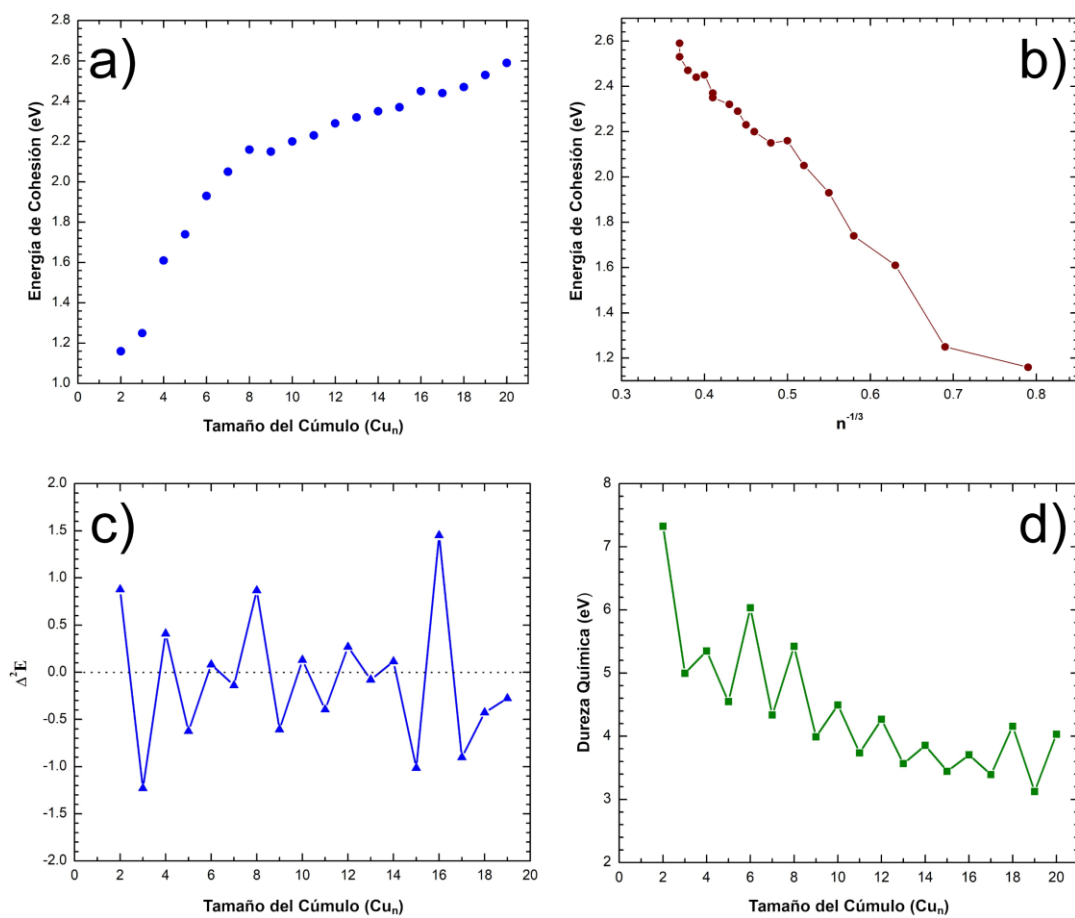 a)
Energía de Cohesión (eV)
2.8
2.6
2.4
2.2
2.0
1.8
1.6
1.4
1.2
1.0
0 2 4 6 8 10 12 14 16 18 20
Tamaño del Cúmulo (Cuₙ)
b)
Energía de Cohesión (eV)
2.6
2.4
2.2
2.0
1.8
1.6
1.4
1.2
0.3 0.4 0.5 0.6 0.7 0.8
n⁻¹/³
c)
Δ²E
2.0
1.5
1.0
0.5
0.0
-0.5
-1.0
-1.5
-2.0
0 2 4 6 8 10 12 14 16 18 20
Tamaño del Cúmulo (Cuₙ)
d)
Dureza Química (eV)
8
7
6
5
4
3
2
0 2 4 6 8 10 12 14 16 18 20
Tamaño del Cúmulo (Cuₙ)